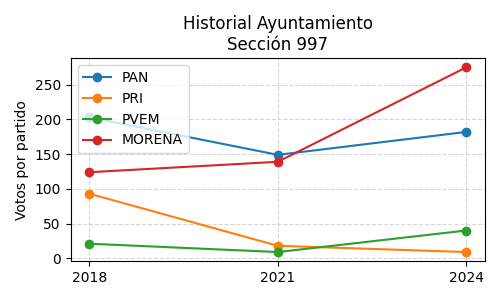 Historial Ayuntamiento
Sección 997
Votos por partido
250
200
150
100
50
0
PAN
PRI
PVEM
MORENA
2018
2021
2024